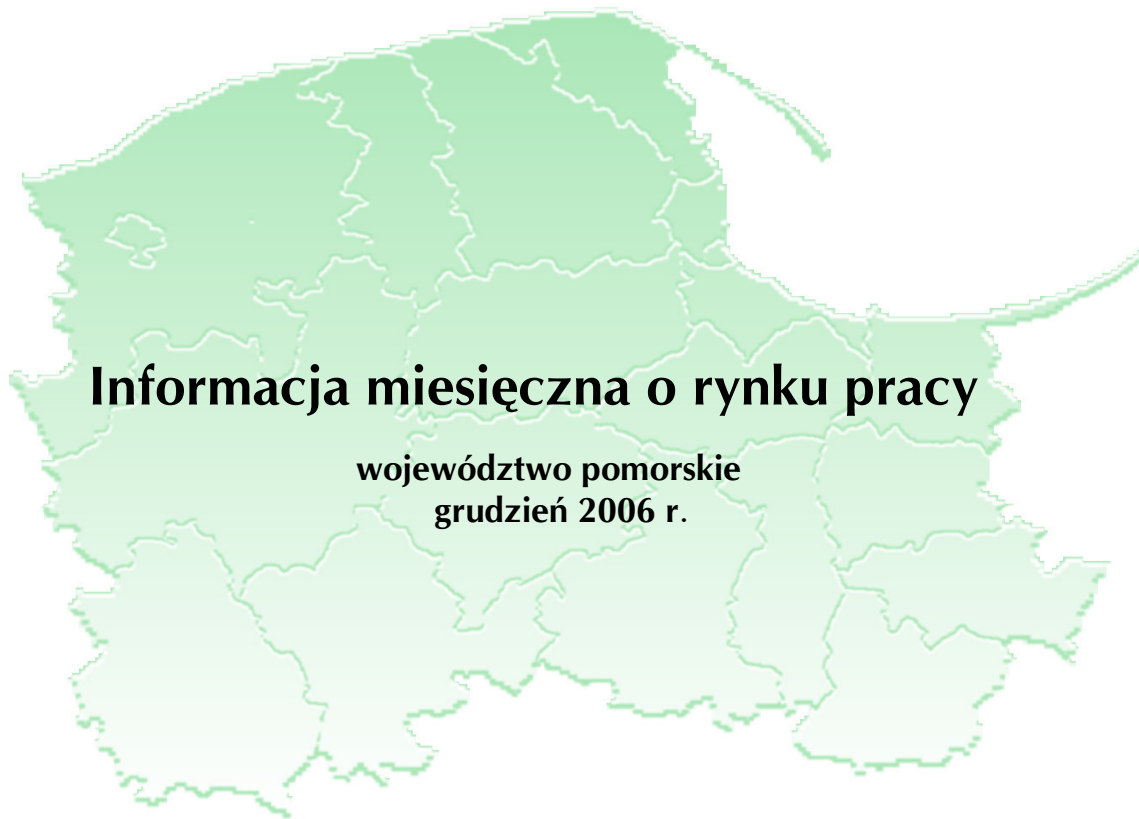 Informacja miesięczna o rynku pracy
województwo pomorskie
grudzień 2006 r.